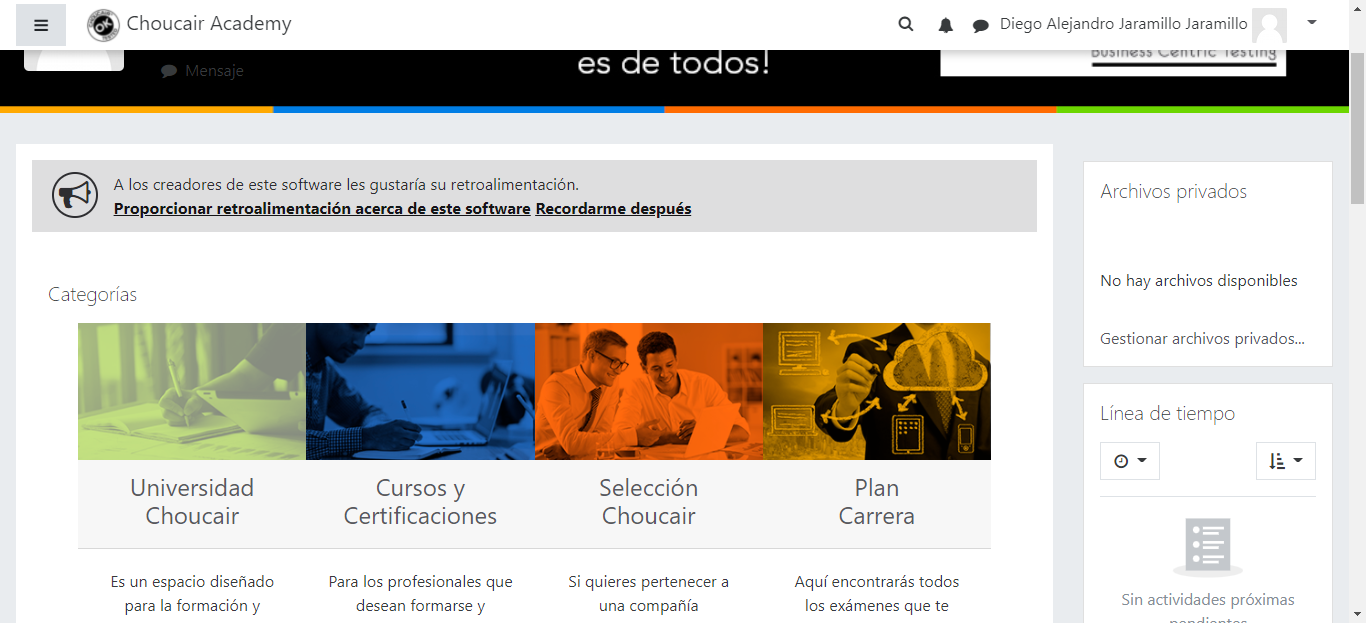 Choucair Academy
Diego Alejandro Jaramillo Jaramillo
Mensaje
es de todos!
Business Centric Testing
A los creadores de este software les gustaría su retroalimentación.
Proporcionar retroalimentación acerca de este software Recordarme después
Categorías
Universidad
Choucair
Cursos y
Certificaciones
Selección
Choucair
Plan
Carrera
Es un espacio diseñado
para la formación y
Para los profesionales que
desean formarse y
Si quieres pertenecer a
una compañía
Aquí encontrarás todos
los exámenes que te
Archivos privados
No hay archivos disponibles
Gestionar archivos privados...
Línea de tiempo
Sin actividades próximas
pendientes